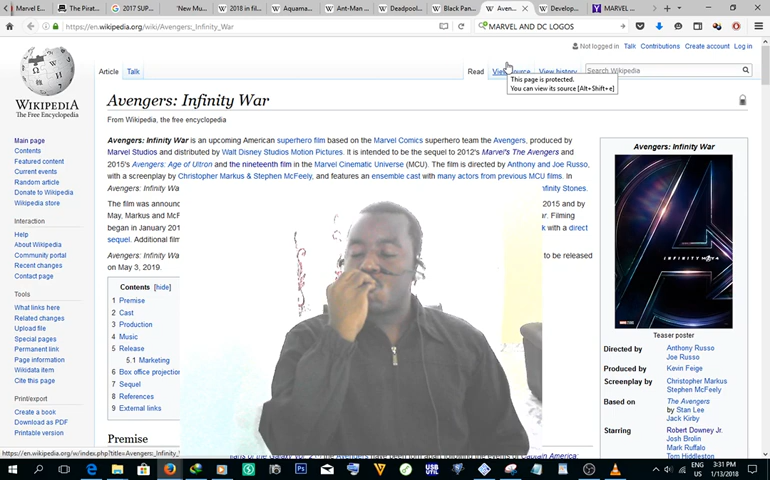 Marvel E
The Pirat
2017 SUP
'New Mu
2018 in fil
Aquama
Ant-Man
Deadpool
Black Pan
Aven
Develop
MARVEL
https://en.wikipedia.org/wiki/Avengers:_Infinity_War
MARVEL AND DC LOGOS
Not logged in Talk Contributions Create account Log in
Article Talk
Read View source View history
Search Wikipedia
This page is protected.
You can view its source [Alt+Shift+e]
WIKIPEDIA
The Free Encyclopedia
Main page
Contents
Featured content
Current events
Random article
Donate to Wikipedia
Wikipedia store
Interaction
Help
About Wikipedia
Community portal
Recent changes
Contact page
Tools
What links here
Related changes
Upload file
Special pages
Permanent link
Page information
Wikidata item
Cite this page
Print/export
Create a book
Download as PDF
Printable version
Avengers: Infinity War
From Wikipedia, the free encyclopedia
Avengers: Infinity War is an upcoming American superhero film based on the Marvel Comics superhero team the Avengers, produced by
Marvel Studios and distributed by Walt Disney Studios Motion Pictures. It is intended to be the sequel to 2012's Marvel's The Avengers and
2015's Avengers: Age of Ultron and the nineteenth film in the Marvel Cinematic Universe (MCU). The film is directed by Anthony and Joe Russo,
with a screenplay by Christopher Markus & Stephen McFeely, and features an ensemble cast with many actors from previous MCU films. In
Avengers: Infinity Wa
nfinity Stones.
The film was announc
2015 and by
May, Markus and McF
r. Filming
began in January 201
k with a direct
sequel. Additional film
Avengers: Infinity Wa
to be released
on May 3, 2019.
Contents [hide]
1 Premise
2 Cast
3 Production
4 Music
5 Release
5.1 Marketing
6 Box office projection
7 Sequel
8 References
9 External links
Premise
Avengers: Infinity War
INFINITY WAR
Teaser poster
Directed by Anthony Russo
Joe Russo
Produced by Kevin Feige
Screenplay by Christopher Markus
Stephen McFeely
Based on The Avengers
by Stan Lee
Jack Kirby
Starring Robert Downey Jr.
Josh Brolin
Mark Ruffalo
Tom Hiddleston
https://en.wikipedia.org/w/index.php?title=Avengers:_Infinity_
USB
UTIL
ENG
US
3:31 PM
1/13/2018